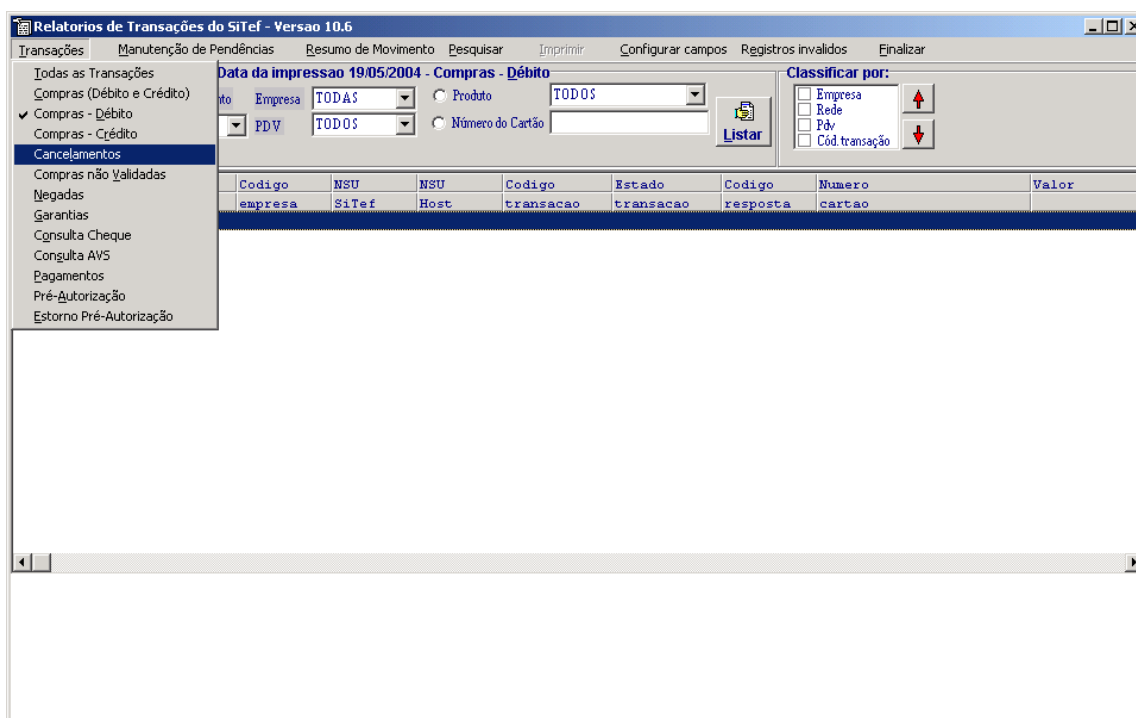 Relatorios de Transações do SiTef - Versao 10.6
Transações Manutenção de Pendências Resumo de Movimento Pesquisar Imprimir Configurar campos Registros invalidos Finalizar
Todas as Transações
Compras (Débito e Crédito)
Compras - Débito
Compras - Crédito
Cancelamentos
Compras não Validadas
Negadas
Garantias
Consulta Cheque
Consulta AVS
Pagamentos
Pré-Autorização
Estorno Pré-Autorização
Data da impressao 19/05/2004 - Compras - Débito
Empresa TODAS
PDV TODOS
Produto TODOS
Número do Cartão
Listar
Classificar por:
Empresa
Rede
Pdv
Cód.transação
Codigo NSU NSU Codigo Estado Codigo Numero Valor
empresa SiTef Host transacao transacao resposta cartao